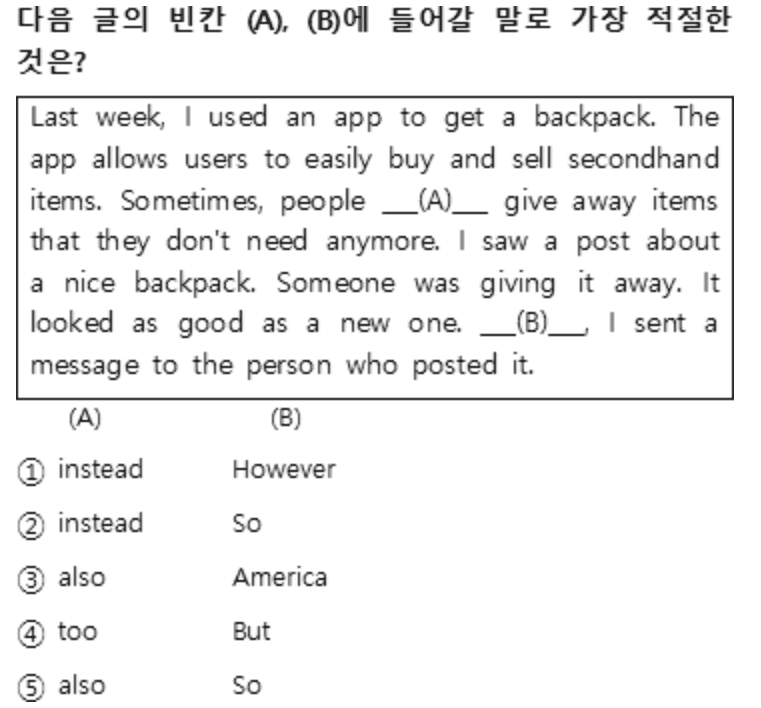 다음 글의 빈칸 (A), (B)에 들어갈 말로 가장 적절한
것은?
Last week, I used an app to get a backpack. The
app allows users to easily buy and sell secondhand
items. Sometimes, people __(A)__ give away items
that they don't need anymore. I saw a post about
a nice backpack. Someone was giving it away. It
looked as good as a new one. __(B)__, I sent a
message to the person who posted it.
(A) (B)
① instead However
② instead So
③ also America
④ too But
⑤ also So